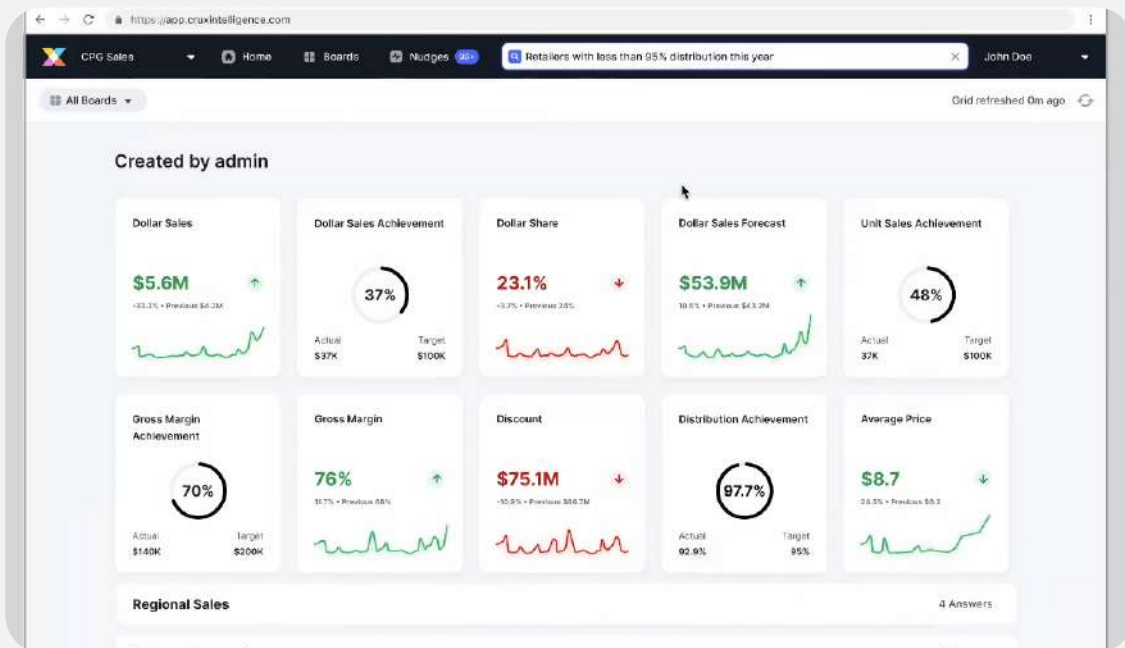 https://app.cruxintelligence.com
CPG Sales
Home
Boards
Nudges
99+
Retailers with less than 95% distribution this year
John Doe
All Boards
Grid refreshed 0m ago
Created by admin
Dollar Sales
$5.6M
Dollar Sales Achievement
37%
Actual
Target
$37K
$100K
Dollar Share
23.1%
Dollar Sales Forecast
$53.9M
Unit Sales Achievement
48%
Actual
Target
37K
$100K
Gross Margin
Achievement
70%
Actual
Target
$140K
$200K
Gross Margin
76%
Discount
$75.1M
Distribution Achievement
97.7%
Actual
Target
92.9%
95%
Average Price
$8.7
Regional Sales
4 Answers